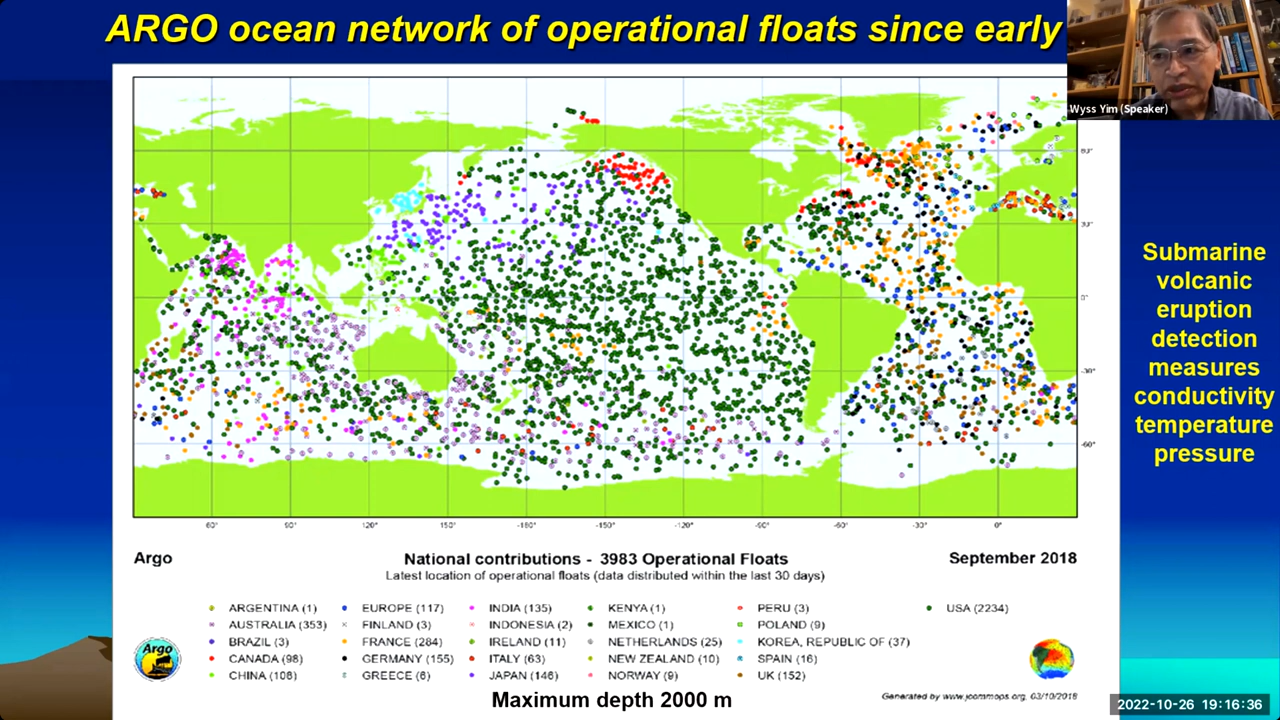 ARGO ocean network of operational floats since early
Wyss Yim (Speaker)
Submarine
volcanic
eruption
detection
measures
conductivity
temperature
pressure
60°
30°
0°
-30°
-60°
60° 90° 120° 150° -180° -150° -120° -90° -60° -30° 0°
Argo National contributions - 3983 Operational Floats September 2018
Latest location of operational floats (data distributed within the last 30 days)
ARGENTINA (1) EUROPE (117) INDIA (135) KENYA (1) PERU (3) USA (2234)
AUSTRALIA (353) FINLAND (3) INDONESIA (2) MEXICO (1) POLAND (9)
BRAZIL (3) FRANCE (284) IRELAND (11) NETHERLANDS (25) KOREA, REPUBLIC OF (37)
CANADA (98) GERMANY (155) ITALY (63) NEW ZEALAND (10) SPAIN (16)
CHINA (108) GREECE (6) JAPAN (146) NORWAY (9) UK (152)
Argo
Generated by www.jcommops.org, 03/10/2018
Maximum depth 2000 m
2022-10-26 19:16:36